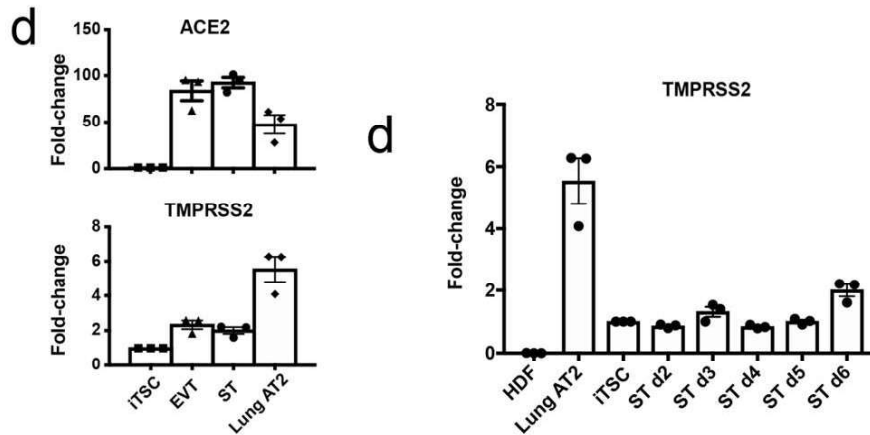 d
ACE2
Fold-change
150
100
50
0
TMPRSS2
Fold-change
8
6
4
2
0
iTSC
EVT
ST
Lung AT2
d
TMPRSS2
Fold-change
8
6
4
2
0
HDF
Lung AT2
iTSC
ST d2
ST d3
ST d4
ST d5
ST d6